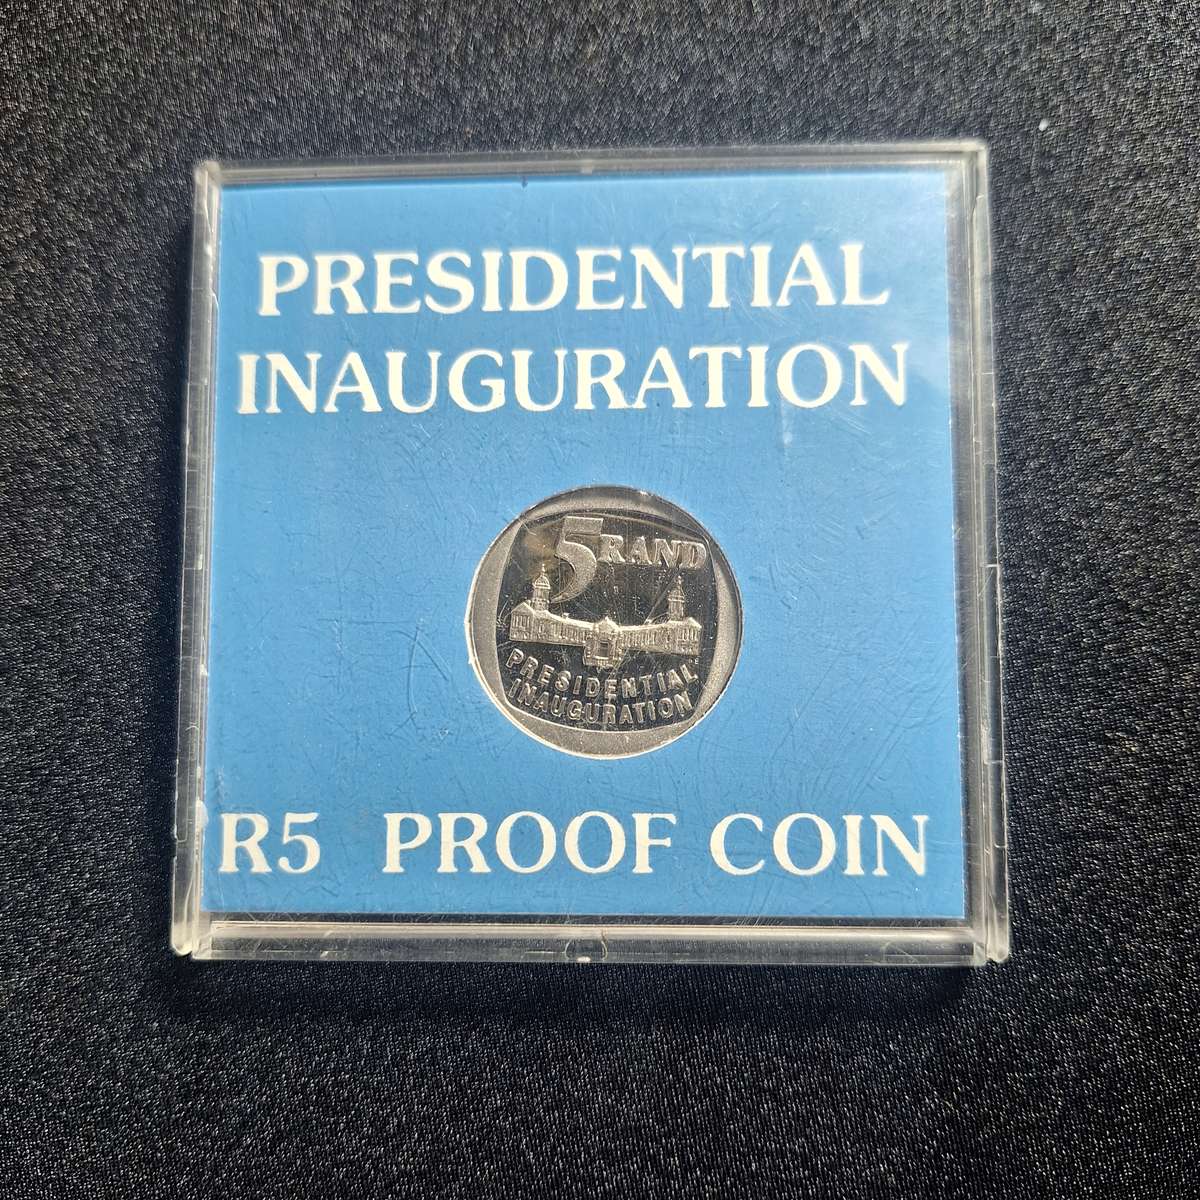 PRESIDENTIAL
INAUGURATION
5 RAND
PRESIDENTIAL
INAUGURATION
R5 PROOF COIN